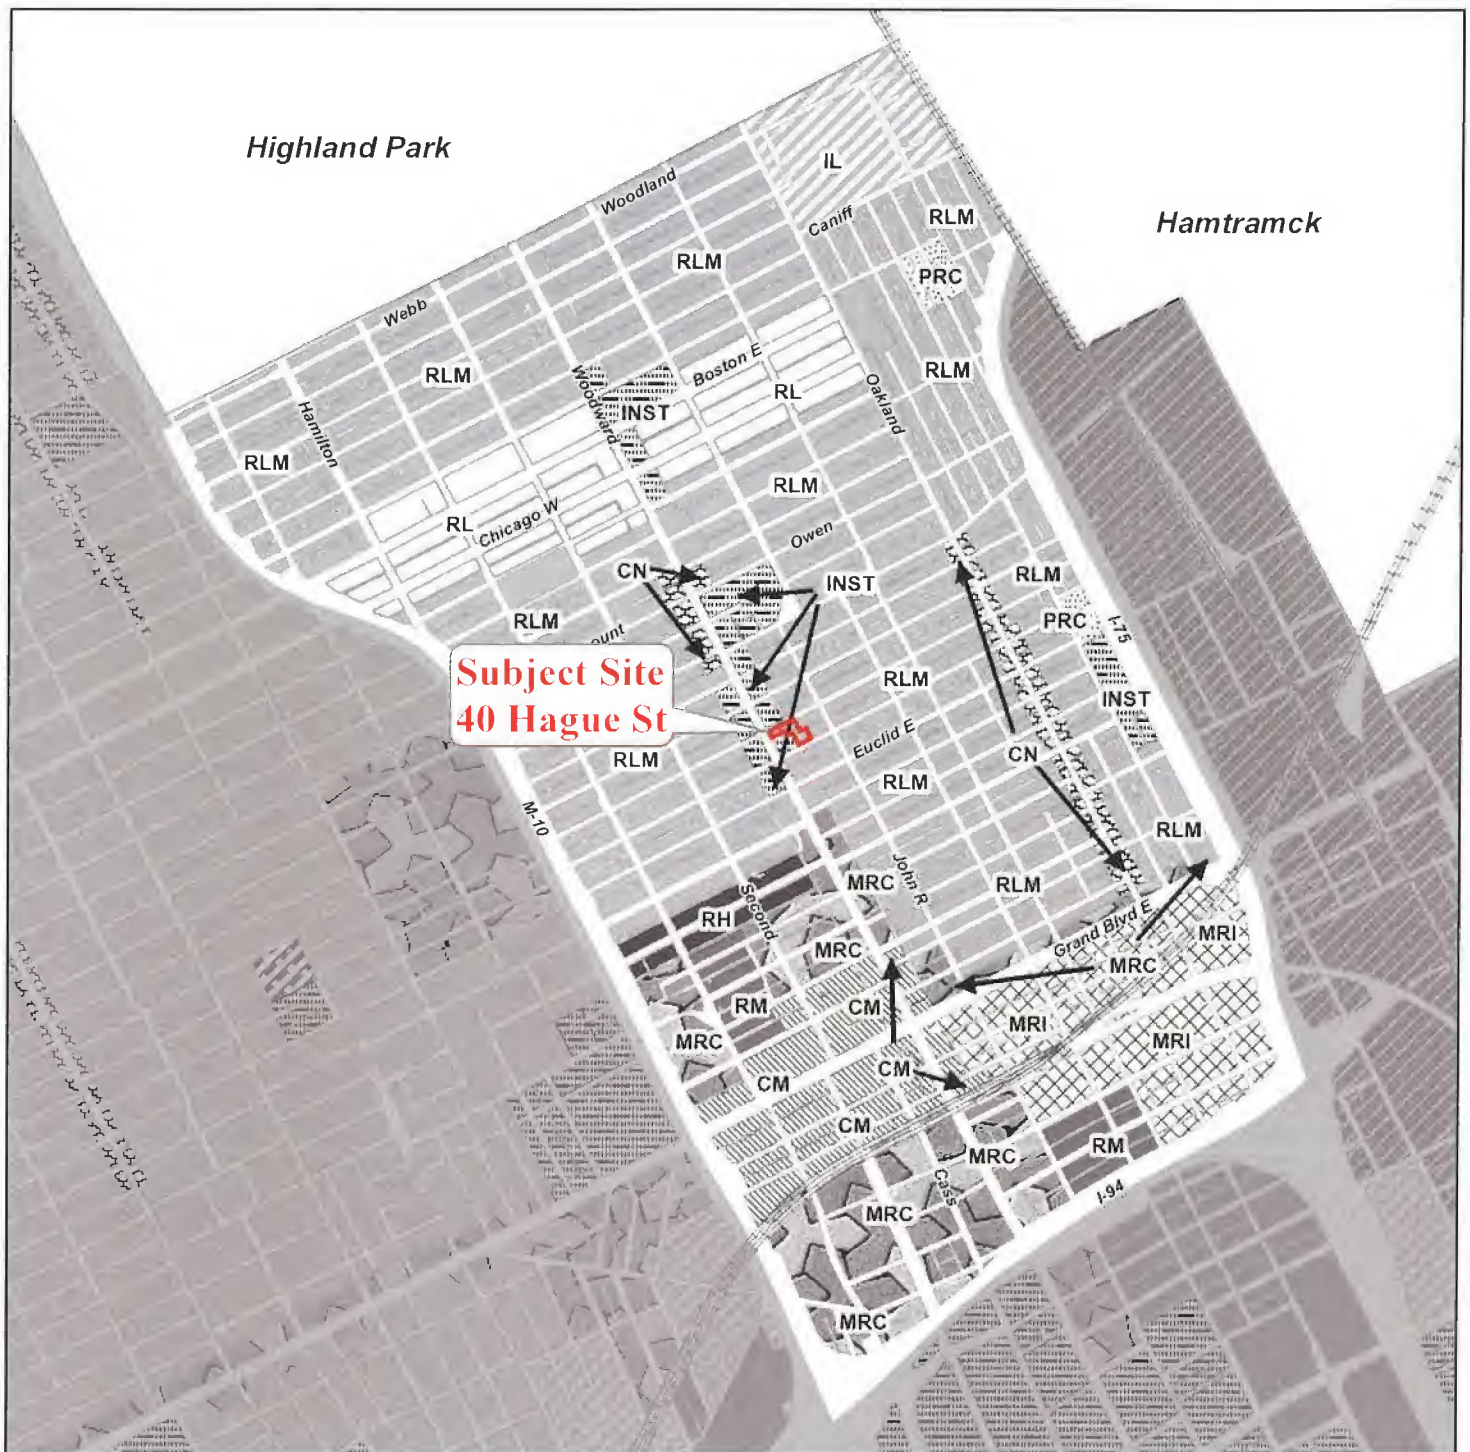 Highland Park
Woodland
IL
Hamtramck
Caniff
RLM
RLM
PRC
Webb
RLM
Boston E
RL
RLM
Oakland
Woodward
INST
Hamilton
RLM
RLM
RL
Chicago W
Owen
CN
INST
RLM
RLM
PRC
I-75
ount
Subject Site
40 Hague St
RLM
INST
Euclid E
RLM
CN
RLM
M-10
RLM
John R
MRC
RLM
Second
RH
Grand Blvd E
MRI
MRC
MRC
RM
CM
MRI
MRI
MRC
CM
CM
CM
MRC
RM
Cass
I-94
MRC
MRC